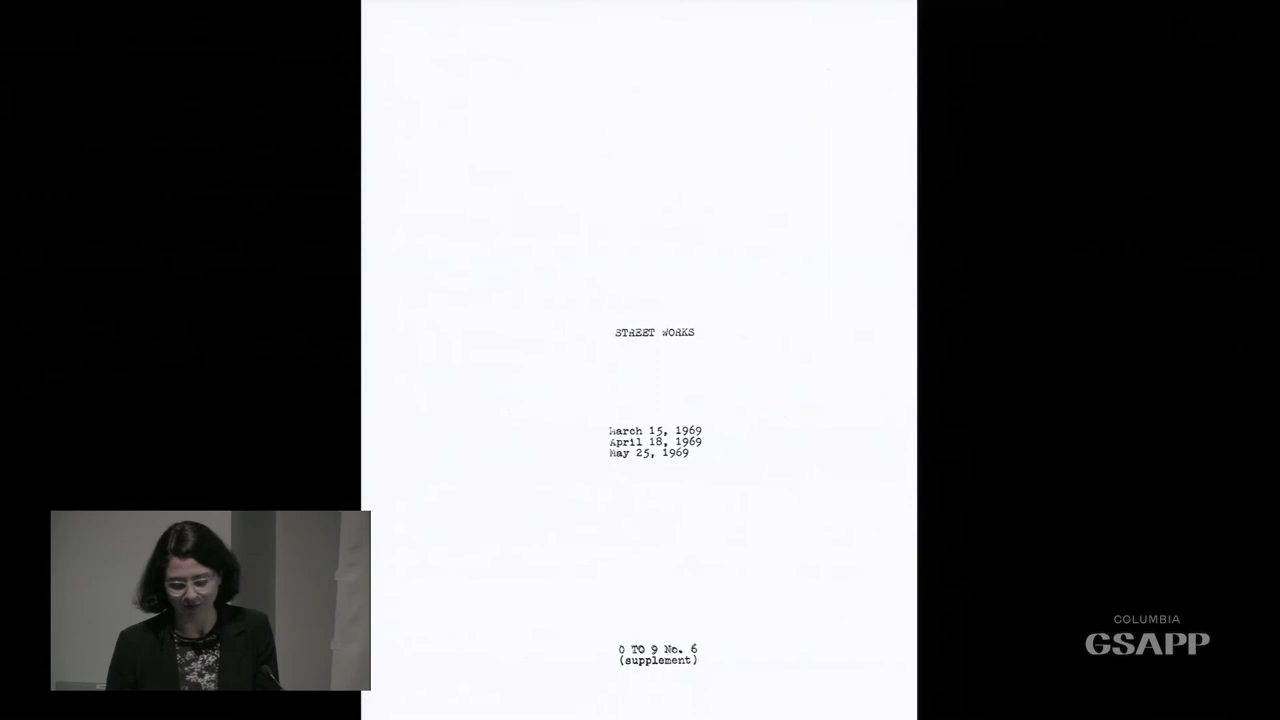 STREET WORKS
March 15, 1969
April 18, 1969
May 25, 1969
0 TO 9 No. 6
(supplement)
COLUMBIA
GSAPP